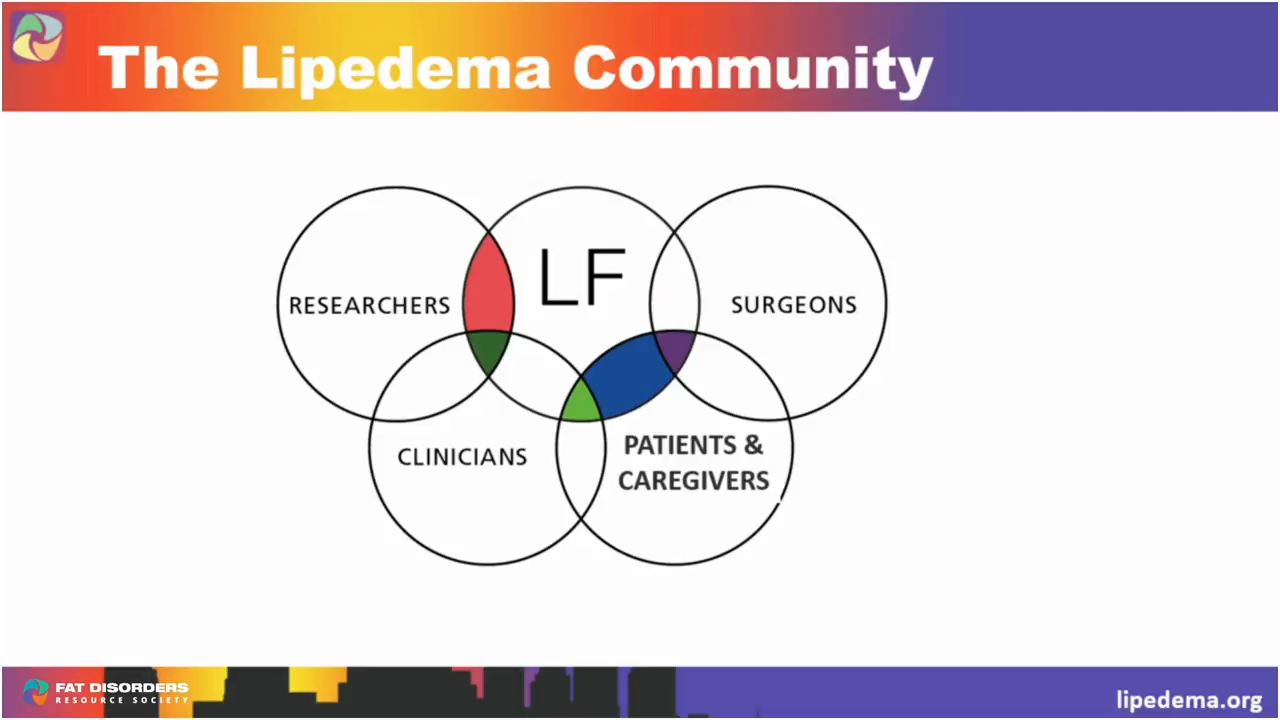 The Lipedema Community
LF
RESEARCHERS
SURGEONS
CLINICIANS
PATIENTS &
CAREGIVERS
FAT DISORDERS
RESOURCE SOCIETY
lipedema.org